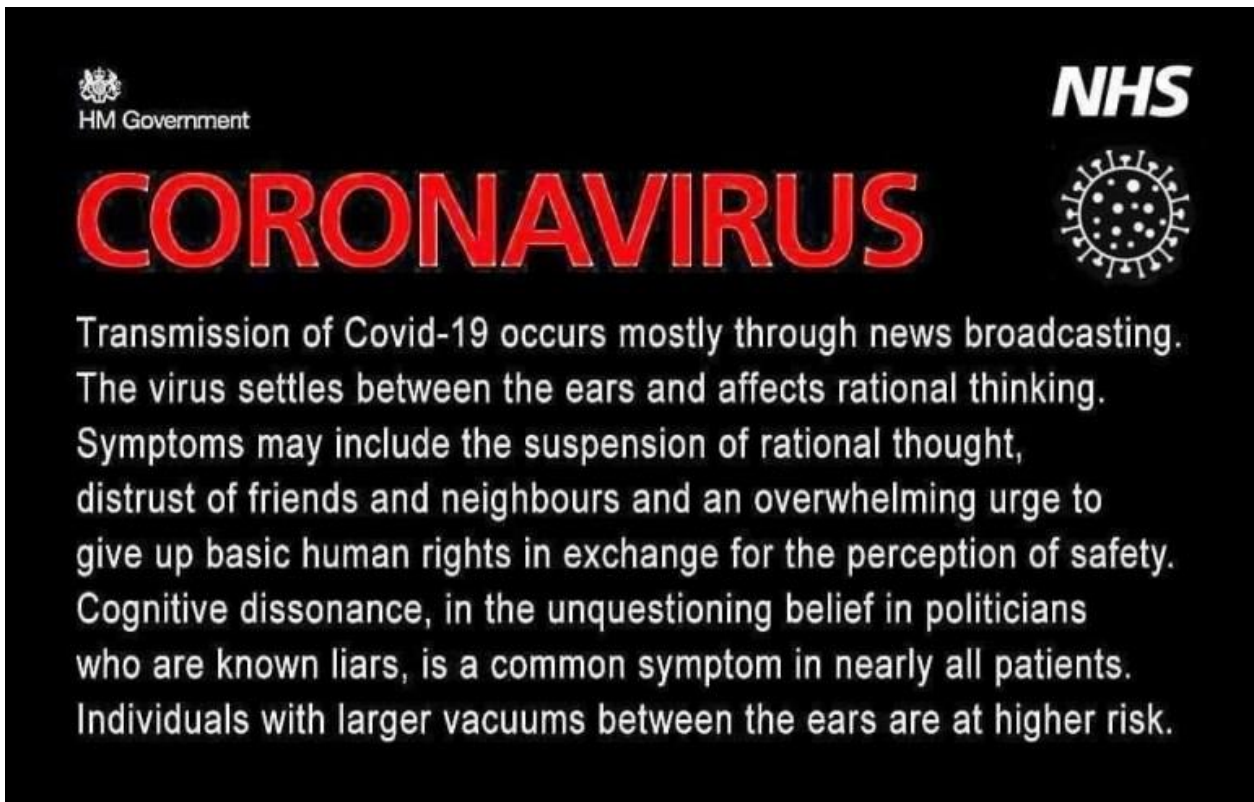 HM Government
NHS
CORONAVIRUS
Transmission of Covid-19 occurs mostly through news broadcasting.
The virus settles between the ears and affects rational thinking.
Symptoms may include the suspension of rational thought,
distrust of friends and neighbours and an overwhelming urge to
give up basic human rights in exchange for the perception of safety.
Cognitive dissonance, in the unquestioning belief in politicians
who are known liars, is a common symptom in nearly all patients.
Individuals with larger vacuums between the ears are at higher risk.